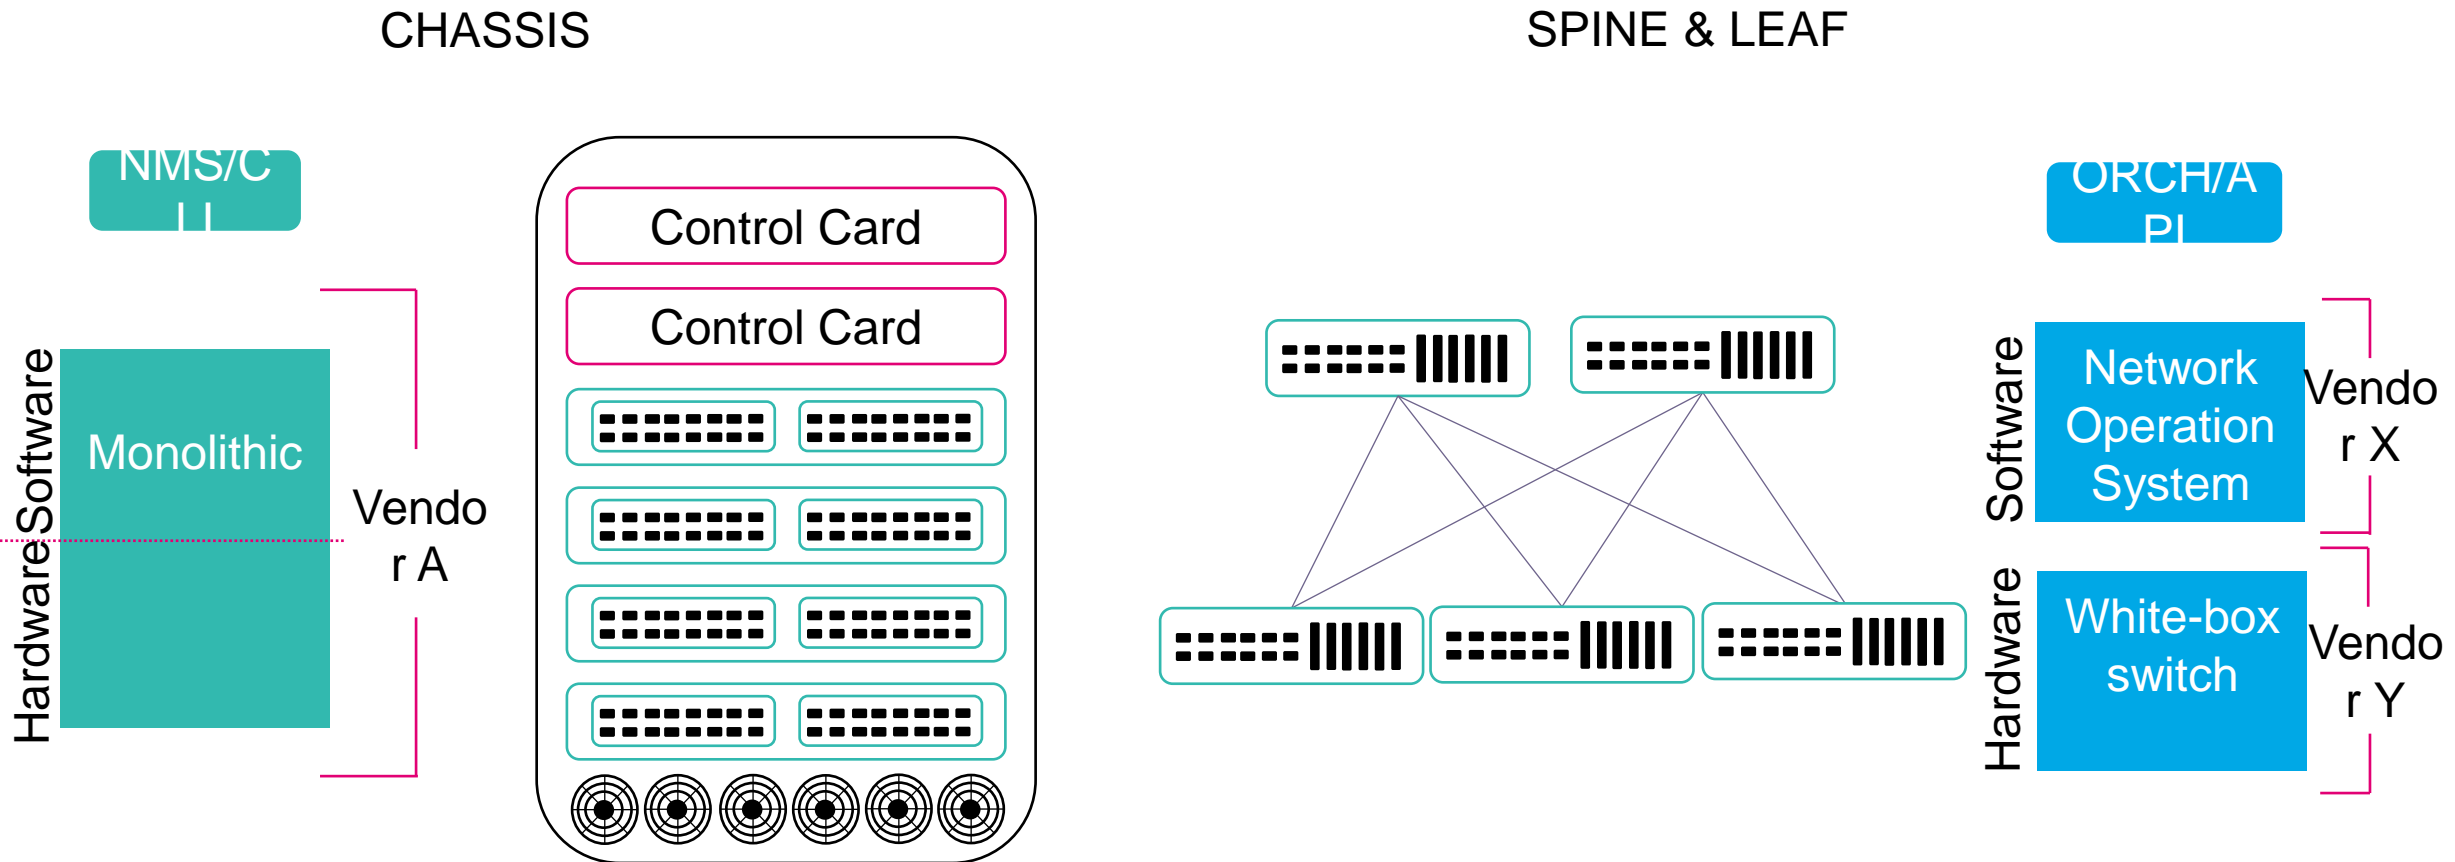 CHASSIS
SPINE & LEAF
NMS/C
LI
Software
Hardware
Monolithic
Vendo
r A
Control Card
Control Card
ORCH/A
PI
Software
Network
Operation
System
Vendo
r X
Hardware
White-box
switch
Vendo
r Y